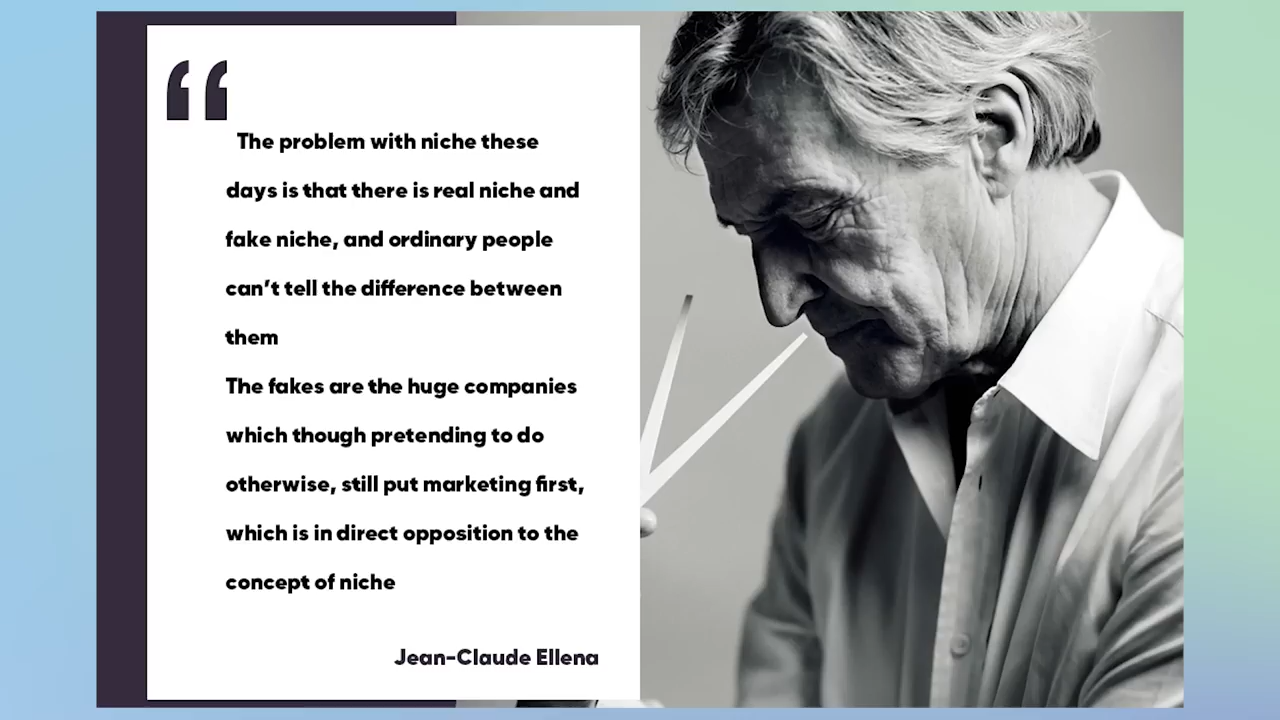 “
The problem with niche these
days is that there is real niche and
fake niche, and ordinary people
can’t tell the difference between
them
The fakes are the huge companies
which though pretending to do
otherwise, still put marketing first,
which is in direct opposition to the
concept of niche
Jean-Claude Ellena